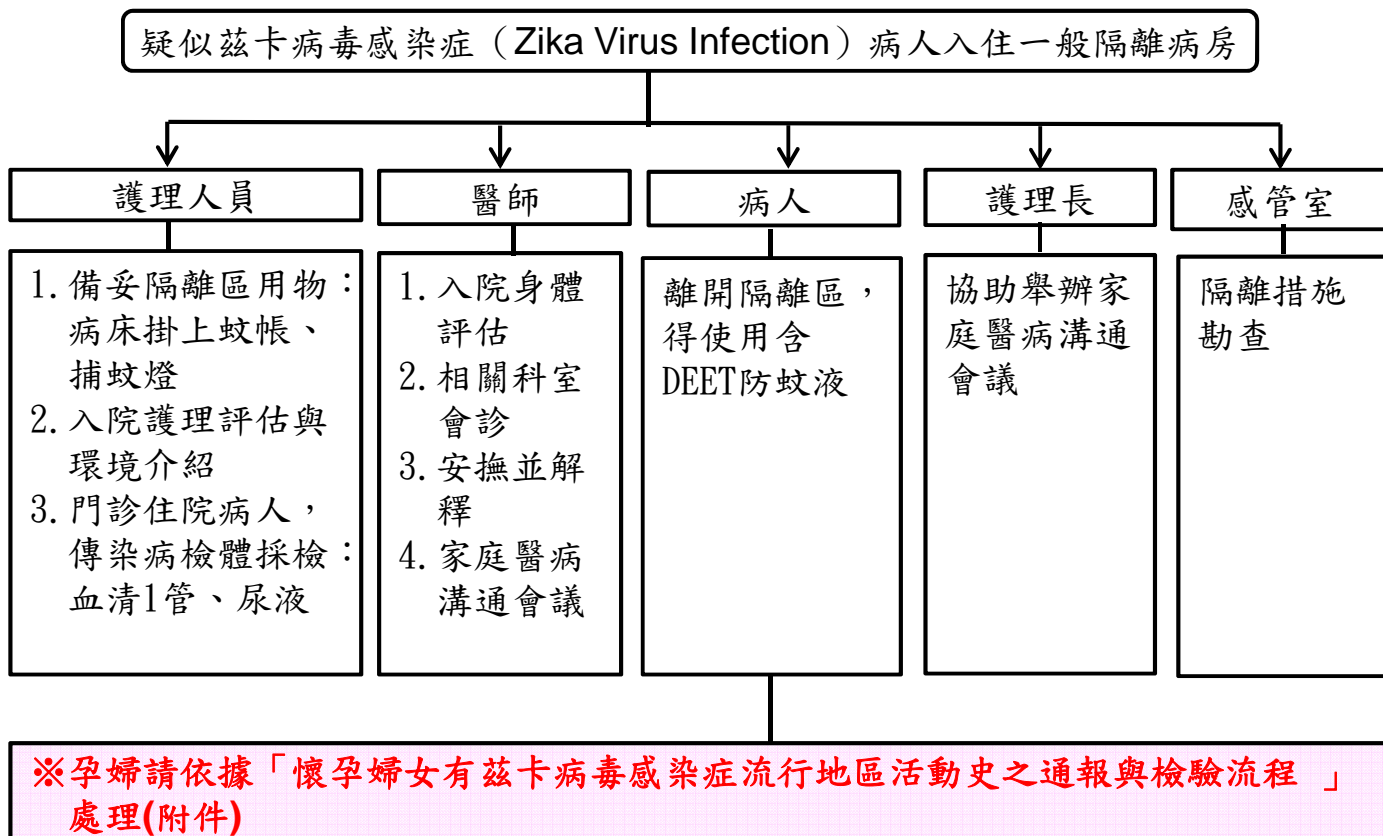 疑似茲卡病毒感染症（Zika Virus Infection）病人入住一般隔離病房
護理人員
1. 備妥隔離區用物：
病床掛上蚊帳、
捕蚊燈
2. 入院護理評估與
環境介紹
3. 門診住院病人，
傳染病檢體採檢：
血清1管、尿液
醫師
1. 入院身體
評估
2. 相關科室
會診
3. 安撫並解
釋
4. 家庭醫病
溝通會議
病人
離開隔離區，
得使用含
DEET防蚊液
護理長
協助舉辦家
庭醫病溝通
會議
感管室
隔離措施
勘查
※孕婦請依據「懷孕婦女有茲卡病毒感染症流行地區活動史之通報與檢驗流程 」
處理(附件)